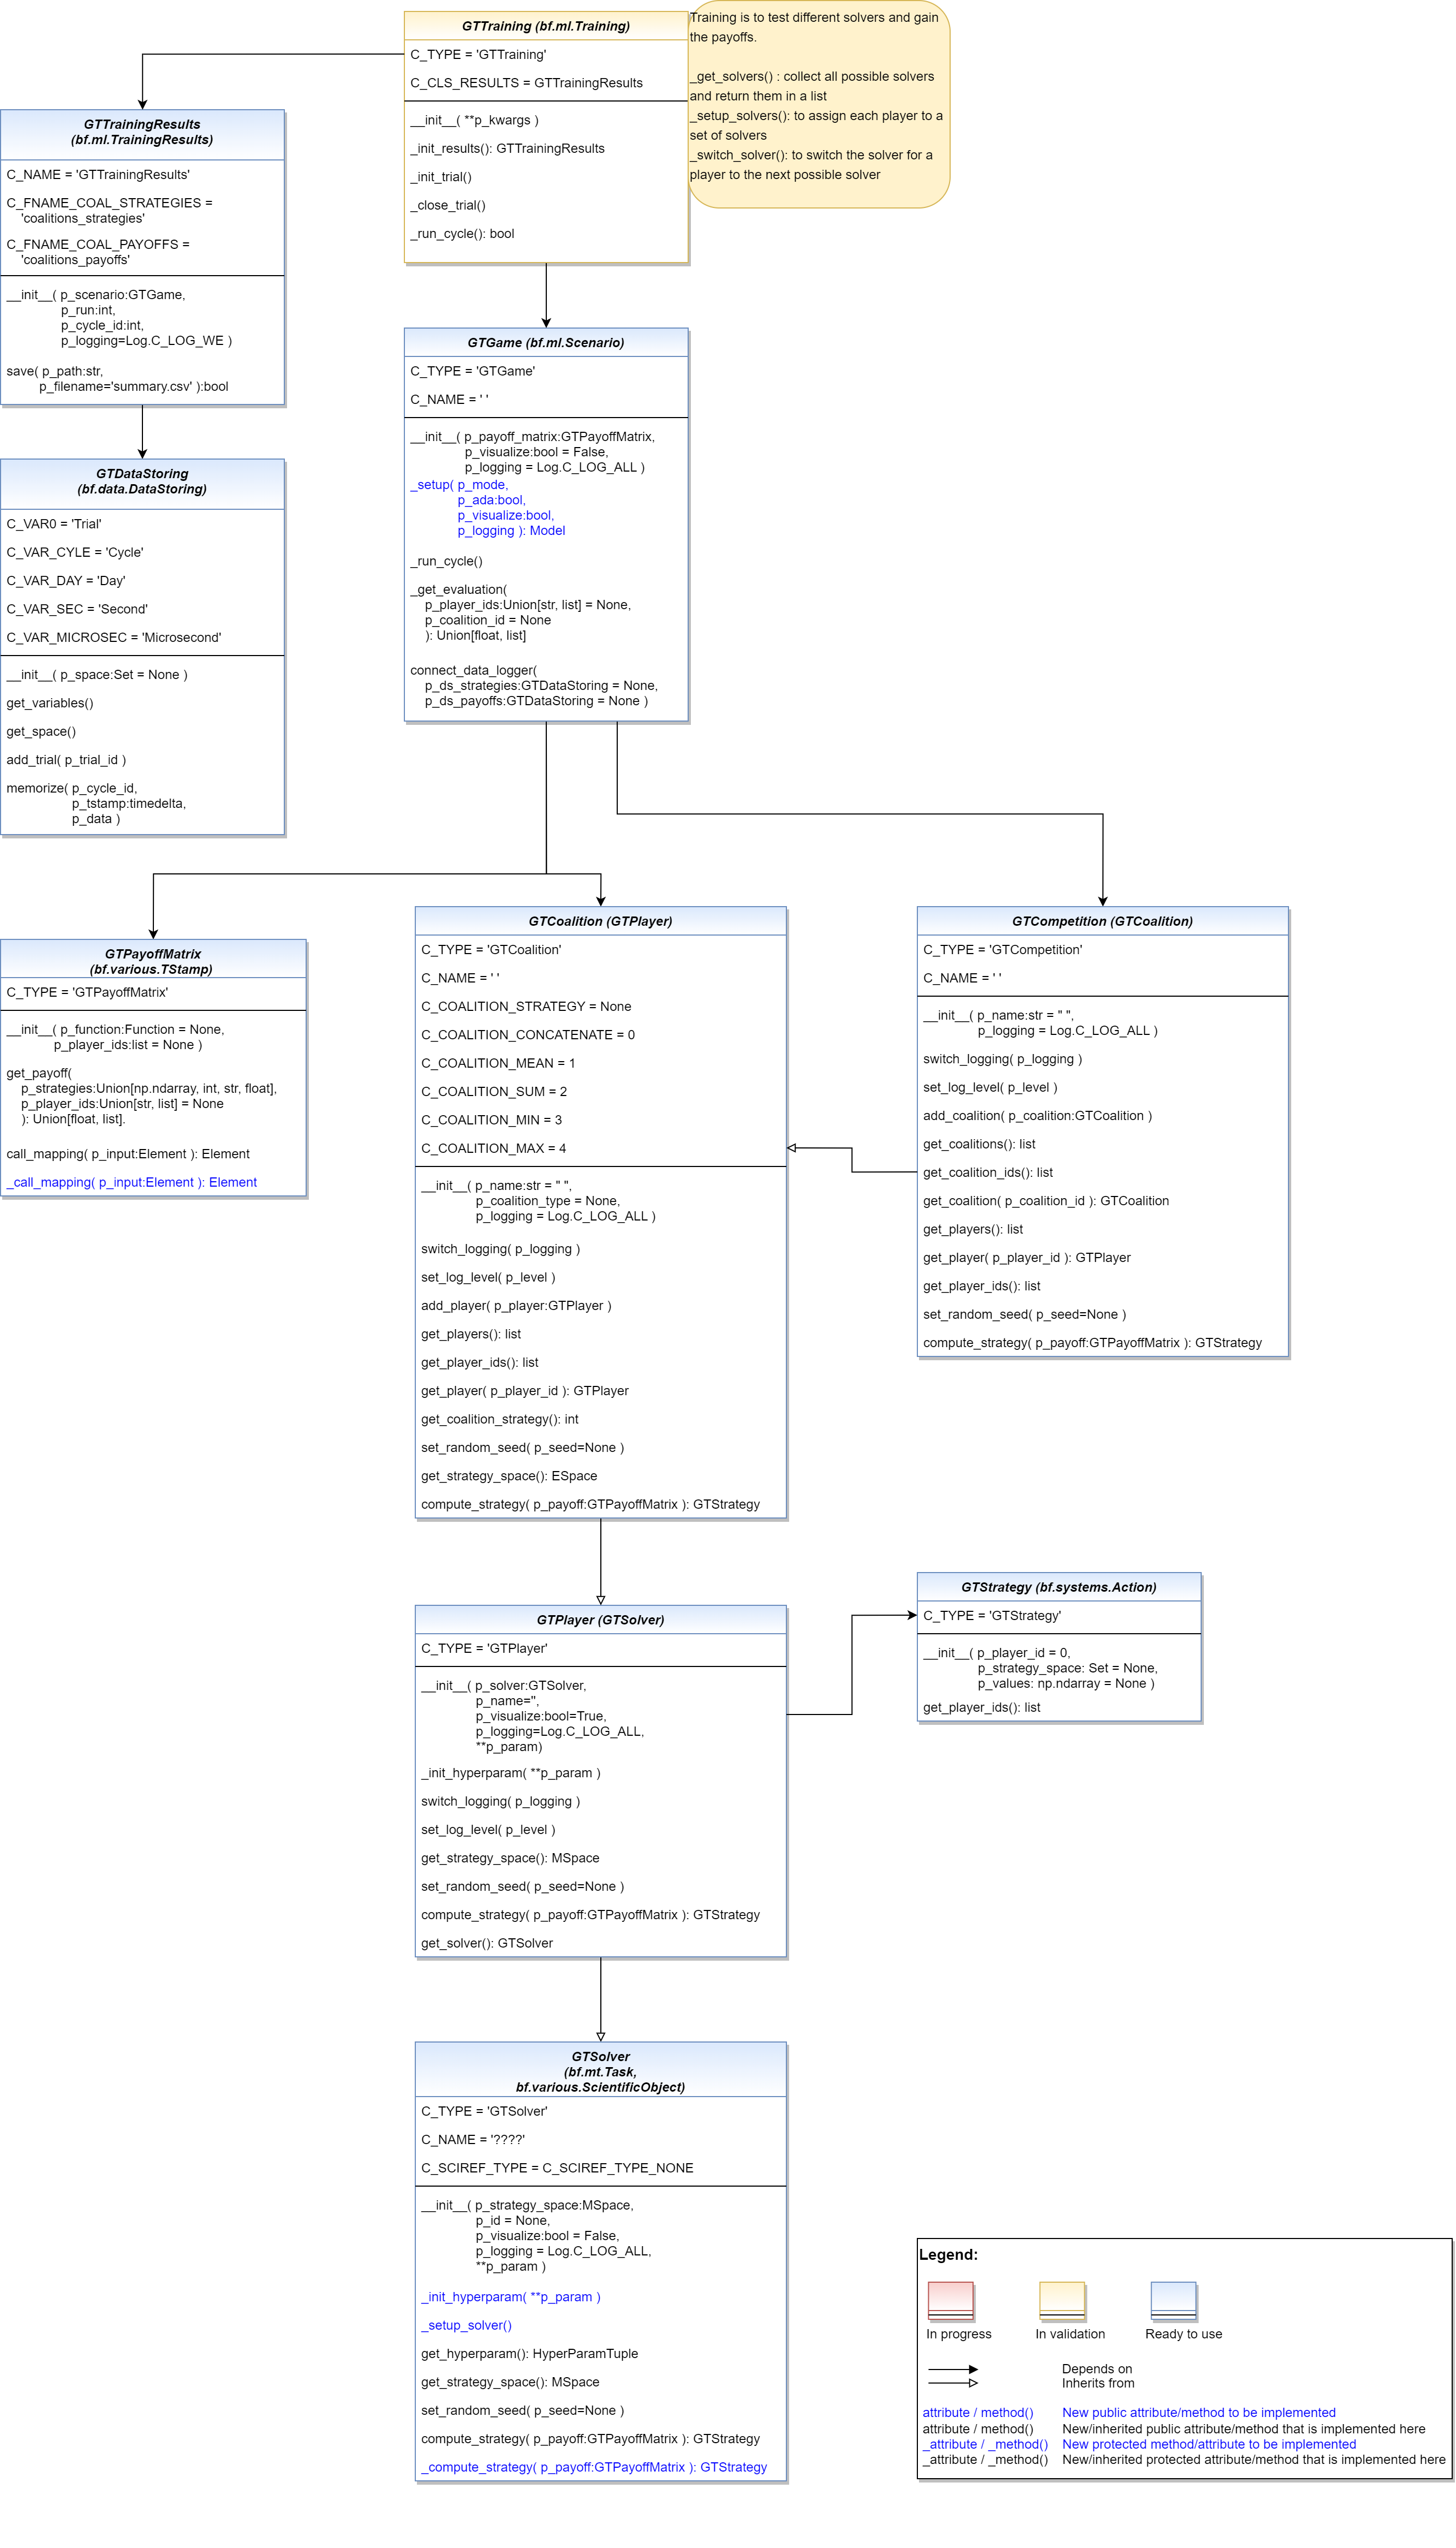 GTTraining (bf.ml.Training)
C_TYPE = 'GTTraining'
C_CLS_RESULTS = GTTrainingResults
__init__( **p_kwargs )
_init_results(): GTTrainingResults
_init_trial()
_close_trial()
_run_cycle(): bool
Training is to test different solvers and gain
the payoffs.
_get_solvers() : collect all possible solvers
and return them in a list
_setup_solvers(): to assign each player to a
set of solvers
_switch_solver(): to switch the solver for a
player to the next possible solver
GTTrainingResults
(bf.ml.TrainingResults)
C_NAME = 'GTTrainingResults'
C_FNAME_COAL_STRATEGIES =
'coalitions_strategies'
C_FNAME_COAL_PAYOFFS =
'coalitions_payoffs'
__init__( p_scenario:GTGame,
p_run:int,
p_cycle_id:int,
p_logging=Log.C_LOG_WE )
save( p_path:str,
p_filename='summary.csv' ):bool
GTGame (bf.ml.Scenario)
C_TYPE = 'GTGame'
C_NAME = ' '
__init__( p_payoff_matrix:GTPayoffMatrix,
p_visualize:bool = False,
p_logging = Log.C_LOG_ALL )
_setup( p_mode,
p_ada:bool,
p_visualize:bool,
p_logging ): Model
_run_cycle()
_get_evaluation(
p_player_ids:Union[str, list] = None,
p_coalition_id = None
): Union[float, list]
connect_data_logger(
p_ds_strategies:GTDataStoring = None,
p_ds_payoffs:GTDataStoring = None )
GTDataStoring
(bf.data.DataStoring)
C_VAR0 = 'Trial'
C_VAR_CYLE = 'Cycle'
C_VAR_DAY = 'Day'
C_VAR_SEC = 'Second'
C_VAR_MICROSEC = 'Microsecond'
__init__( p_space:Set = None )
get_variables()
get_space()
add_trial( p_trial_id )
memorize( p_cycle_id,
p_tstamp:timedelta,
p_data )
GTPayoffMatrix
(bf.various.TStamp)
C_TYPE = 'GTPayoffMatrix'
__init__( p_function:Function = None,
p_player_ids:list = None )
get_payoff(
p_strategies:Union[np.ndarray, int, str, float],
p_player_ids:Union[str, list] = None
): Union[float, list].
call_mapping( p_input:Element ): Element
_call_mapping( p_input:Element ): Element
GTCoalition (GTPlayer)
C_TYPE = 'GTCoalition'
C_NAME = ' '
C_COALITION_STRATEGY = None
C_COALITION_CONCATENATE = 0
C_COALITION_MEAN = 1
C_COALITION_SUM = 2
C_COALITION_MIN = 3
C_COALITION_MAX = 4
__init__( p_name:str = " ",
p_coalition_type = None,
p_logging = Log.C_LOG_ALL )
switch_logging( p_logging )
set_log_level( p_level )
add_player( p_player:GTPlayer )
get_players(): list
get_player_ids(): list
get_player( p_player_id ): GTPlayer
get_coalition_strategy(): int
set_random_seed( p_seed=None )
get_strategy_space(): ESpace
compute_strategy( p_payoff:GTPayoffMatrix ): GTStrategy
GTCompetition (GTCoalition)
C_TYPE = 'GTCompetition'
C_NAME = ' '
__init__( p_name:str = " ",
p_logging = Log.C_LOG_ALL )
switch_logging( p_logging )
set_log_level( p_level )
add_coalition( p_coalition:GTCoalition )
get_coalitions(): list
get_coalition_ids(): list
get_coalition( p_coalition_id ): GTCoalition
get_players(): list
get_player( p_player_id ): GTPlayer
get_player_ids(): list
set_random_seed( p_seed=None )
compute_strategy( p_payoff:GTPayoffMatrix ): GTStrategy
GTPlayer (GTSolver)
C_TYPE = 'GTPlayer'
__init__( p_solver:GTSolver,
p_name='',
p_visualize:bool=True,
p_logging=Log.C_LOG_ALL,
**p_param)
_init_hyperparam( **p_param )
switch_logging( p_logging )
set_log_level( p_level )
get_strategy_space(): MSpace
set_random_seed( p_seed=None )
compute_strategy( p_payoff:GTPayoffMatrix ): GTStrategy
get_solver(): GTSolver
GTStrategy (bf.systems.Action)
C_TYPE = 'GTStrategy'
__init__( p_player_id = 0,
p_strategy_space: Set = None,
p_values: np.ndarray = None )
get_player_ids(): list
GTSolver
(bf.mt.Task,
bf.various.ScientificObject)
C_TYPE = 'GTSolver'
C_NAME = '????'
C_SCIREF_TYPE = C_SCIREF_TYPE_NONE
__init__( p_strategy_space:MSpace,
p_id = None,
p_visualize:bool = False,
p_logging = Log.C_LOG_ALL,
**p_param )
_init_hyperparam( **p_param )
_setup_solver()
get_hyperparam(): HyperParamTuple
get_strategy_space(): MSpace
set_random_seed( p_seed=None )
compute_strategy( p_payoff:GTPayoffMatrix ): GTStrategy
_compute_strategy( p_payoff:GTPayoffMatrix ): GTStrategy
Legend:
In progress In validation Ready to use
Depends on
Inherits from
attribute / method() New public attribute/method to be implemented
attribute / method() New/inherited public attribute/method that is implemented here
_attribute / _method() New protected method/attribute to be implemented
_attribute / _method() New/inherited protected attribute/method that is implemented here